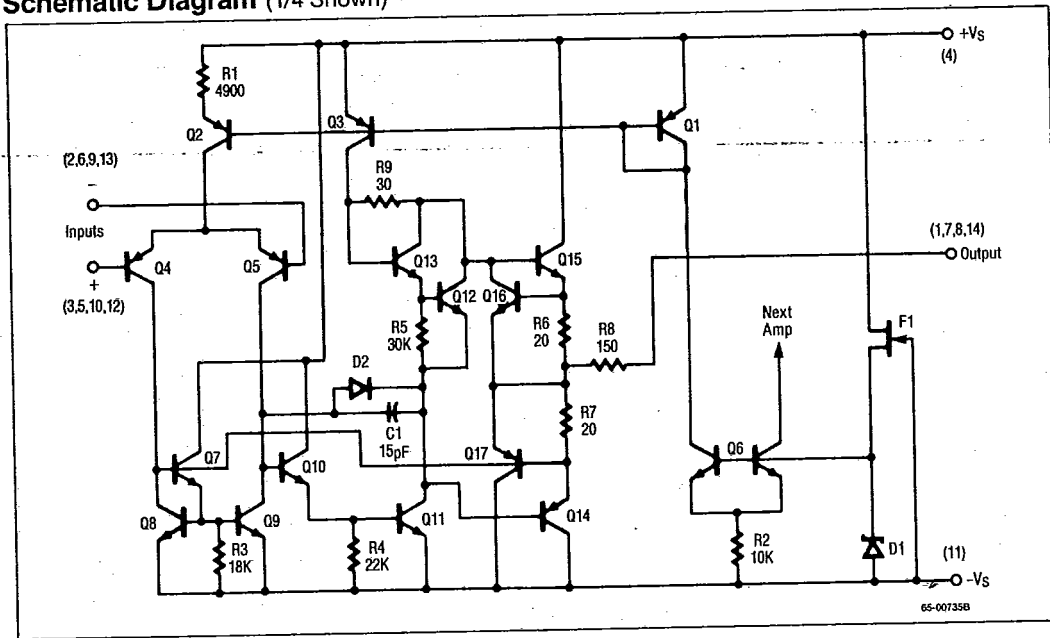 Schematic Diagram (1/4 Shown)
+VS
(4)
R1
4900
Q2
Q3
Q1
(2,6,9,13)
–
R9
30
Inputs
(1,7,8,14)
Output
Q4
Q5
Q13
Q15
+
(3,5,10,12)
Q12
Q16
R5
30K
R6
20
R8
150
Next
Amp
F1
D2
C1
15pF
R7
20
Q7
Q10
Q17
Q6
Q8
Q9
Q11
Q14
R3
18K
R4
22K
R2
10K
D1
(11)
–VS
65-00735B